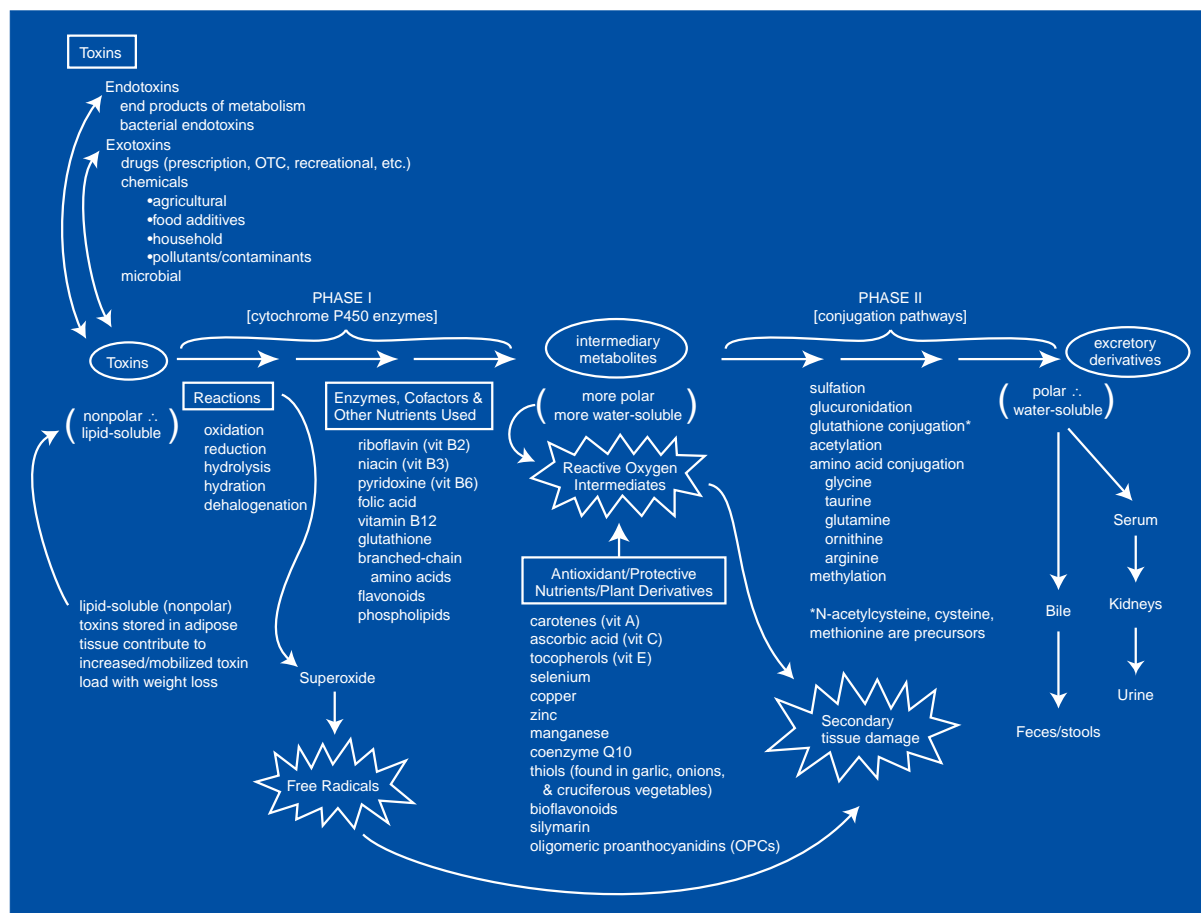 Toxins
Endotoxins
end products of metabolism
bacterial endotoxins
Exotoxins
drugs (prescription, OTC, recreational, etc.)
chemicals
•agricultural
•food additives
•household
•pollutants/contaminants
microbial
PHASE I
[cytochrome P450 enzymes]
PHASE II
[conjugation pathways]
Toxins
intermediary
metabolites
excretory
derivatives
(nonpolar ∴
lipid-soluble)
Reactions
oxidation
reduction
hydrolysis
hydration
dehalogenation
Enzymes, Cofactors &
Other Nutrients Used
riboflavin (vit B2)
niacin (vit B3)
pyridoxine (vit B6)
folic acid
vitamin B12
glutathione
branched-chain
amino acids
flavonoids
phospholipids
(more polar
more water-soluble)
Reactive Oxygen
Intermediates
Antioxidant/Protective
Nutrients/Plant Derivatives
carotenes (vit A)
ascorbic acid (vit C)
tocopherols (vit E)
selenium
copper
zinc
manganese
coenzyme Q10
thiols (found in garlic, onions,
& cruciferous vegetables)
bioflavonoids
silymarin
oligomeric proanthocyanidins (OPCs)
sulfation
glucuronidation
glutathione conjugation*
acetylation
amino acid conjugation
glycine
taurine
glutamine
ornithine
arginine
methylation
*N-acetylcysteine, cysteine,
methionine are precursors
(polar ∴
water-soluble)
Serum
Bile
Kidneys
Urine
Feces/stools
lipid-soluble (nonpolar)
toxins stored in adipose
tissue contribute to
increased/mobilized toxin
load with weight loss
Superoxide
Free Radicals
Secondary
tissue damage